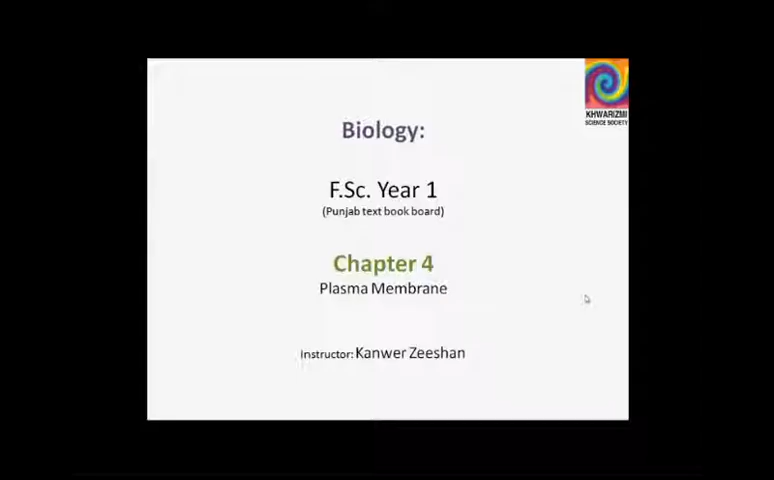 KHWARIZMI
SCIENCE SOCIETY
Biology:
F.Sc. Year 1
(Punjab text book board)
Chapter 4
Plasma Membrane
Instructor: Kanwer Zeeshan